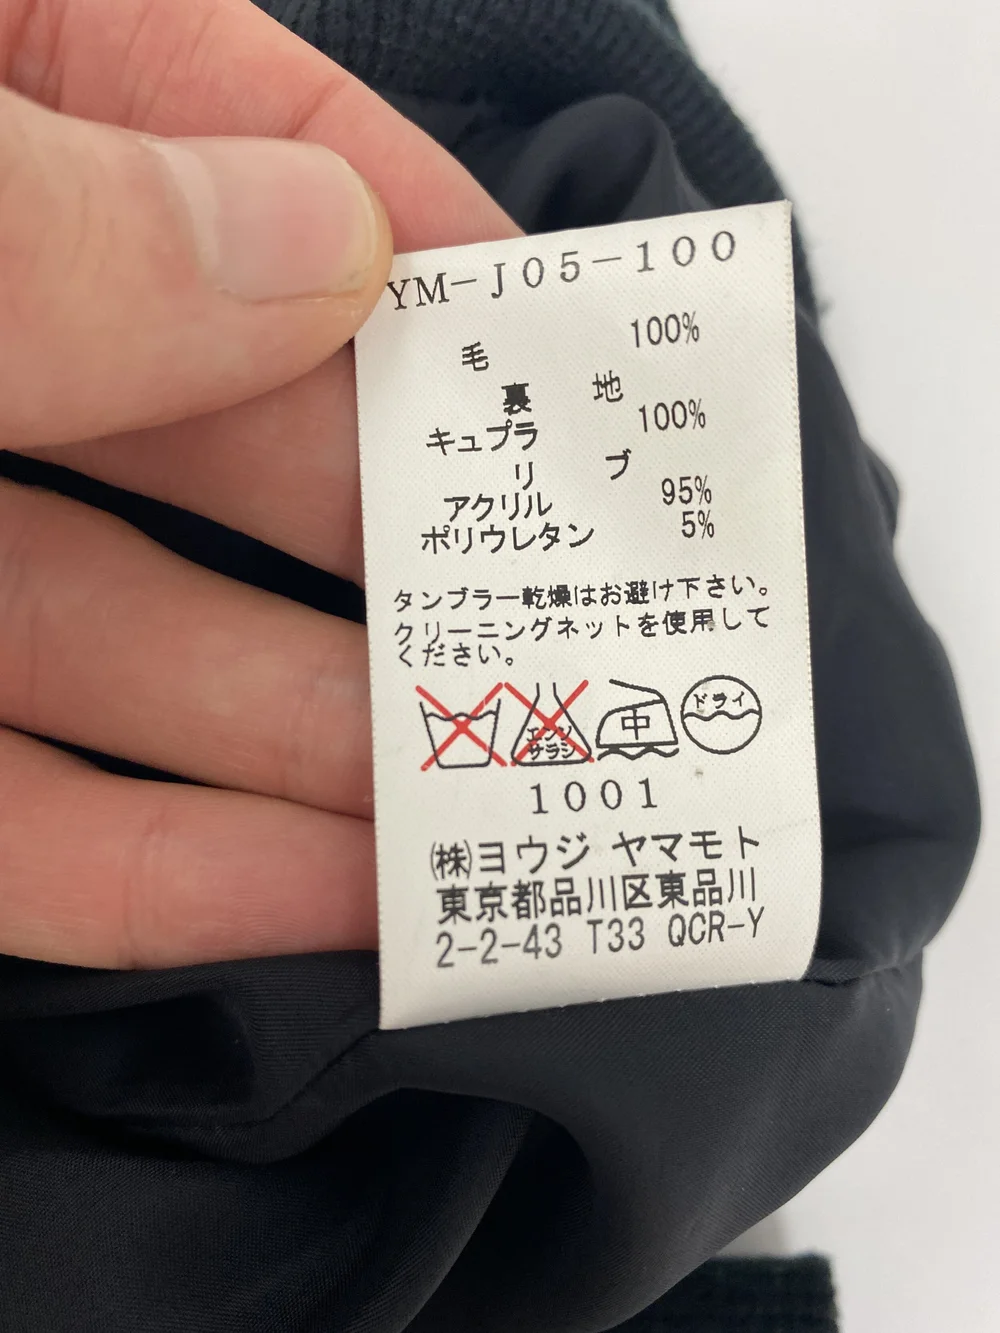 YM-J05-100
毛 100%
裏 地
キュプラ 100%
リ ブ
アクリル 95%
ポリウレタン 5%
タンブラー乾燥はお避け下さい。
クリーニングネットを使用して
ください。
エンソ
サラシ
中
ドライ
1001
㈱ヨウジ ヤマモト
東京都品川区東品川
2-2-43 T33 QCR-Y